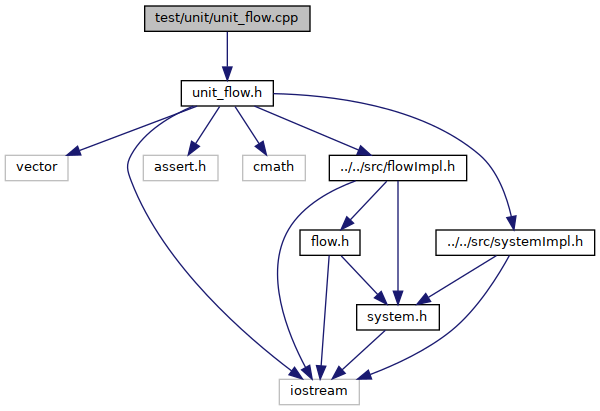 test/unit/unit_flow.cpp
unit_flow.h
vector
assert.h
cmath
../../src/flowImpl.h
flow.h
../../src/systemImpl.h
system.h
iostream